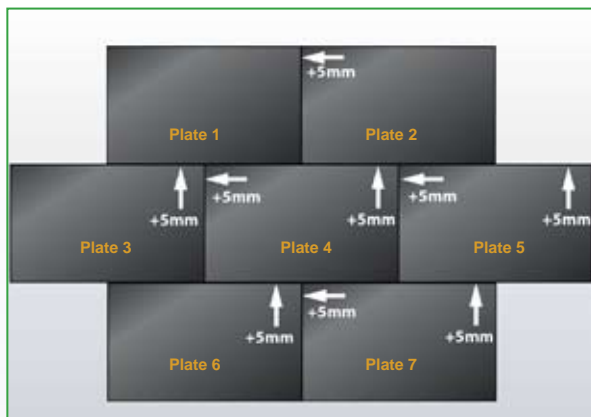 +5mm
Plate 1 Plate 2
+5mm +5mm +5mm +5mm +5mm
Plate 3 Plate 4 Plate 5
+5mm +5mm +5mm
Plate 6 Plate 7